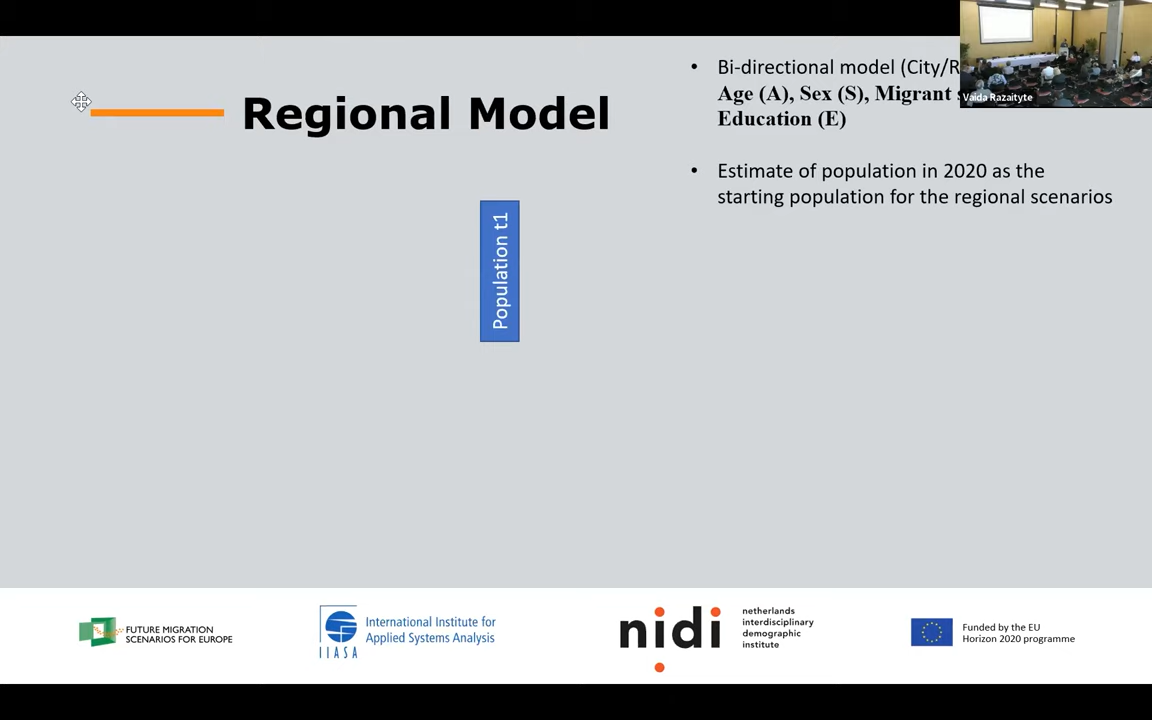 Regional Model
• Bi-directional model (City/R
Age (A), Sex (S), Migrant
Education (E)
• Estimate of population in 2020 as the
starting population for the regional scenarios
Vaida Razaityte
Population t1
FUTURE MIGRATION
SCENARIOS FOR EUROPE
IIASA
International Institute for
Applied Systems Analysis
nidi
netherlands
interdisciplinary
demographic
institute
Funded by the EU
Horizon 2020 programme